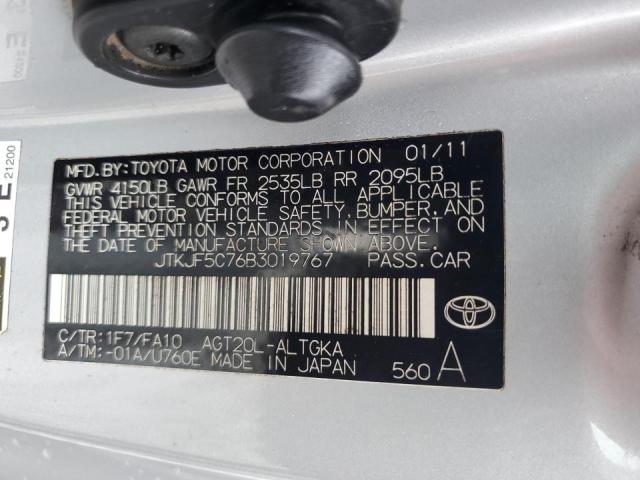 MFD. BY: TOYOTA MOTOR CORPORATION 01/11
GVWR 4150LB GAWR FR 2535LB RR 2095LB
THIS VEHICLE CONFORMS TO ALL APPLICABLE
FEDERAL MOTOR VEHICLE SAFETY, BUMPER, AND
THEFT PREVENTION STANDARDS IN EFFECT ON
THE DATE OF MANUFACTURE SHOWN ABOVE.
JTKJF5C76B3019767 PASS. CAR
C/TR: 1F7/FA10 AGT20L-ALTGKA
A/TM: -01A/U760E MADE IN JAPAN
560 A
21200